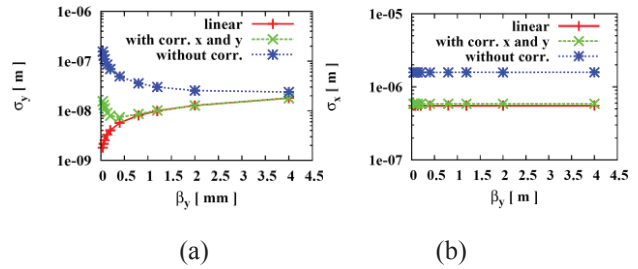 1e-06
1e-07
1e-08
1e-09
σy [ m ]
linear
with corr. x and y
without corr.
0 0.5 1 1.5 2 2.5 3 3.5 4 4.5
βy [ mm ]
(a)
1e-05
1e-06
1e-07
σx [ m ]
linear
with corr. x and y
without corr.
0 0.5 1 1.5 2 2.5 3 3.5 4 4.5
βy [ m ]
(b)